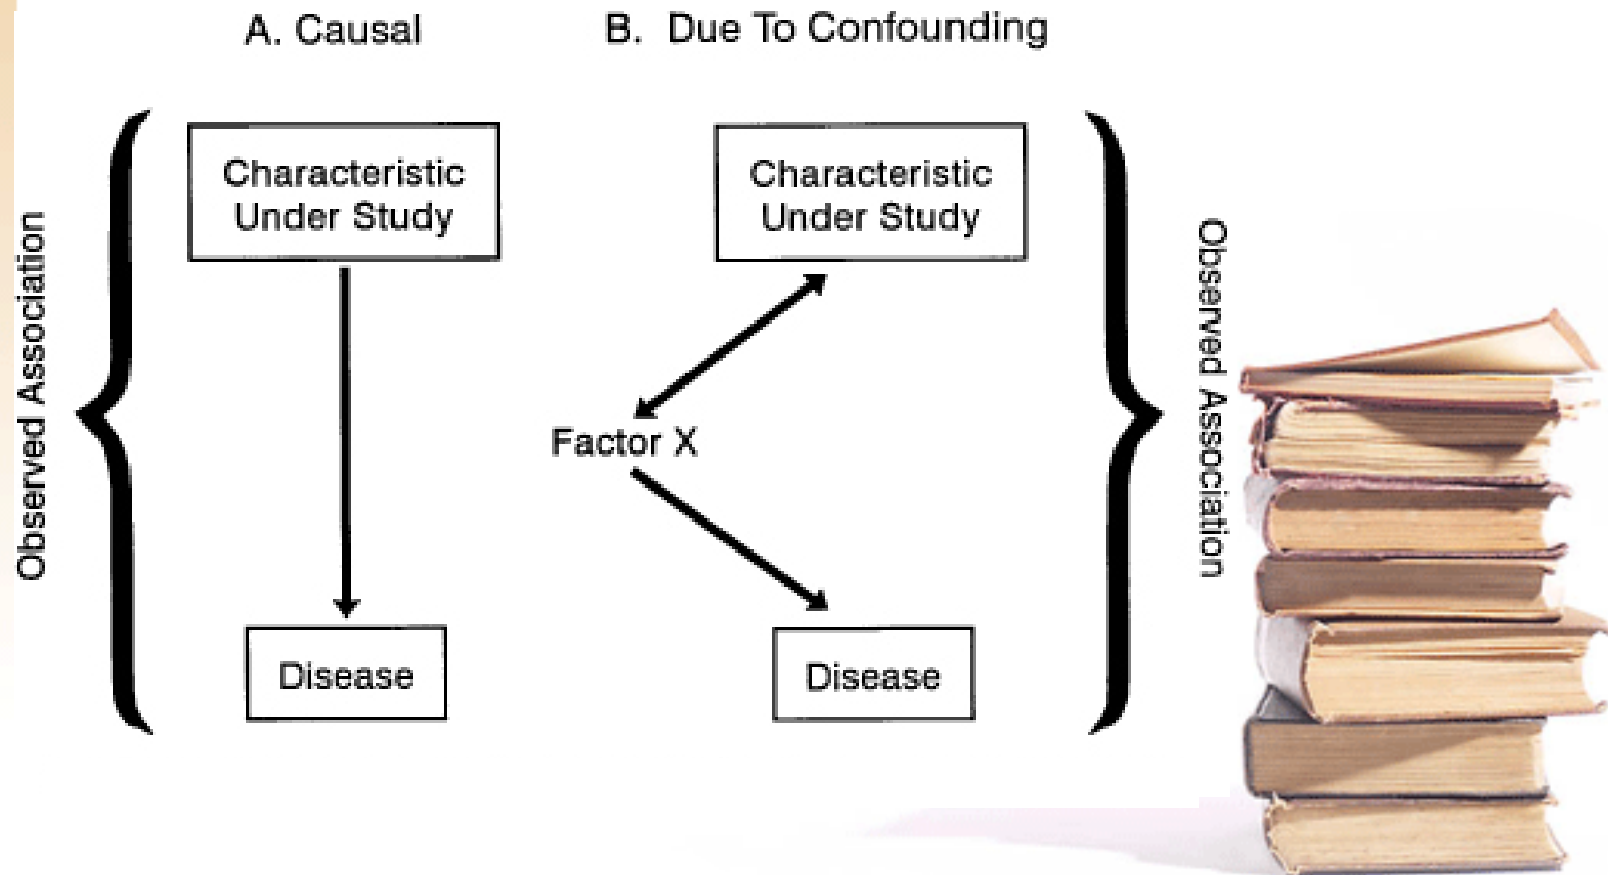 A. Causal
B. Due To Confounding
Observed Association
Characteristic
Under Study
Disease
Characteristic
Under Study
Factor X
Disease
Observed Association